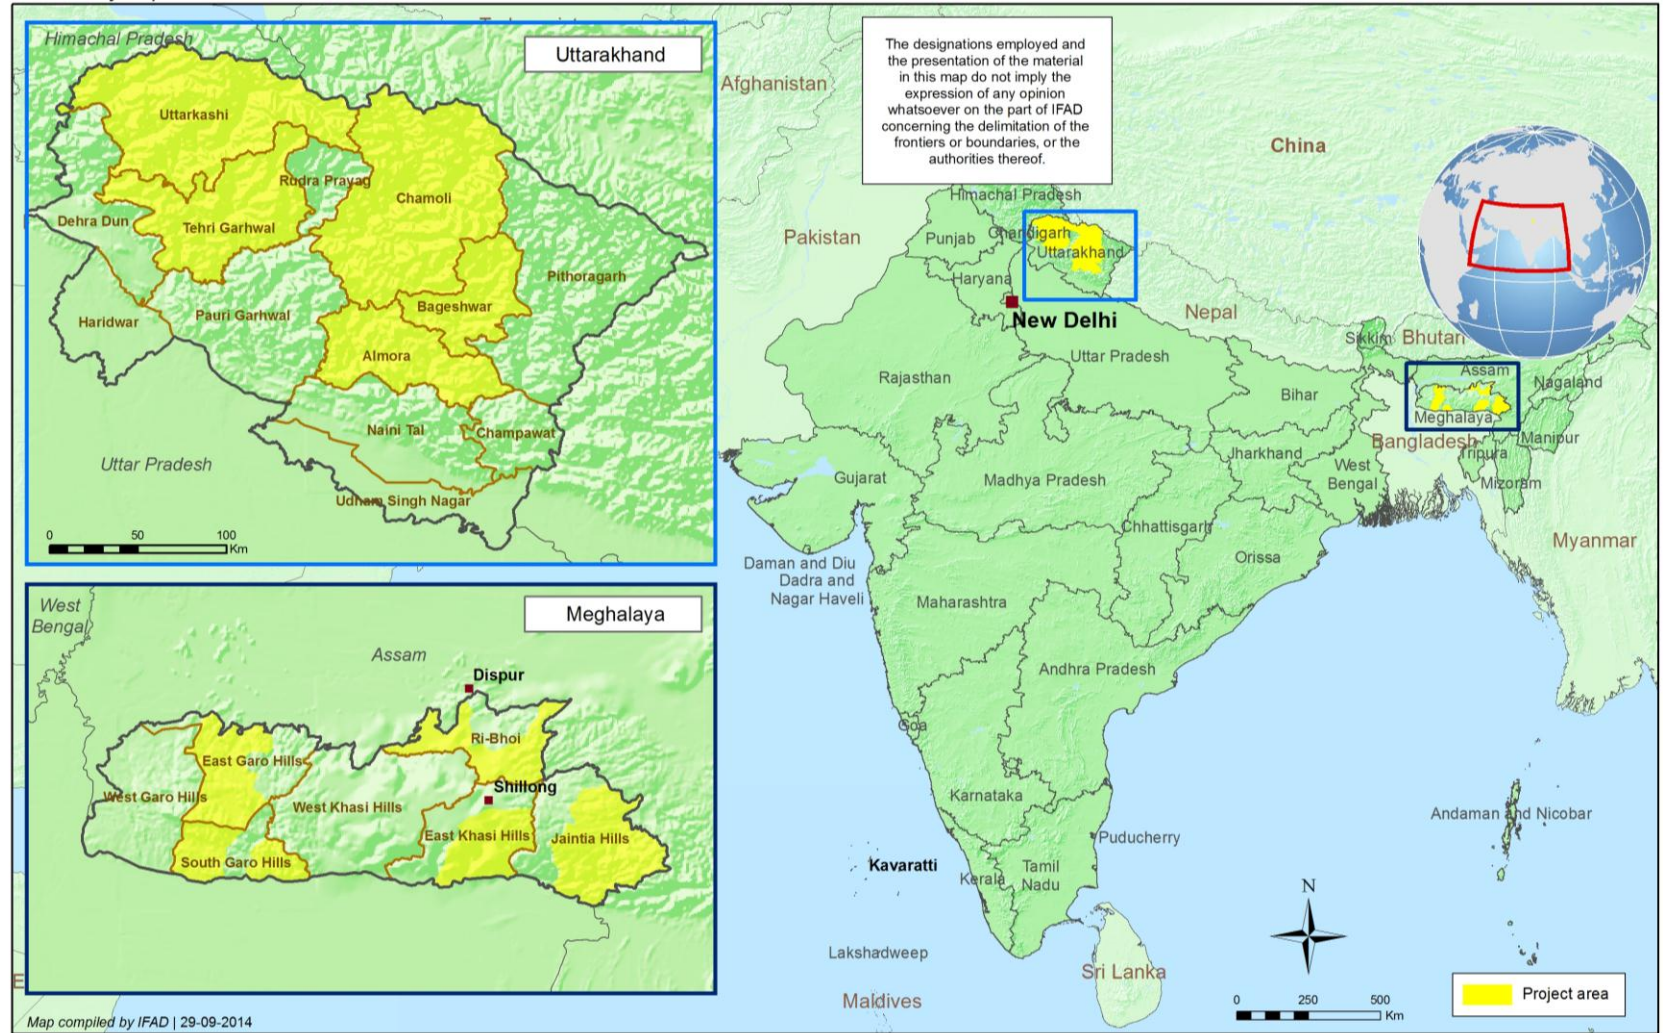 Himachal Pradesh
Uttarakhand
Uttarkashi
Rudra Prayag
Chamoli
Dehra Dun
Tehri Garhwal
Pithoragarh
Bageshwar
Haridwar
Pauri Garhwal
Almora
Naini Tal
Champawat
Uttar Pradesh
Udham Singh Nagar
0 50 100
Km
West
Bengal
Meghalaya
Assam
Dispur
Ri-Bhoi
East Garo Hills
Shillong
West Garo Hills
West Khasi Hills
East Khasi Hills
Jaintia Hills
South Garo Hills
Map compiled by IFAD | 29-09-2014
The designations employed and
the presentation of the material
in this map do not imply the
expression of any opinion
whatsoever on the part of IFAD
concerning the delimitation of the
frontiers or boundaries, or the
authorities thereof.
Afghanistan
China
Himachal Pradesh
Pakistan
Punjab
Chandigarh
Uttarakhand
Haryana
New Delhi
Nepal
Sikkim
Bhutan
Uttar Pradesh
Assam
Rajasthan
Nagaland
Bihar
Meghalaya
Bangladesh
Manipur
Jharkhand
Tripura
West
Bengal
Gujarat
Madhya Pradesh
Mizoram
Chhattisgarh
Myanmar
Orissa
Daman and Diu
Dadra and
Nagar Haveli
Maharashtra
Andhra Pradesh
Goa
Karnataka
Andaman and Nicobar
Puducherry
Kavaratti
Kerala
Tamil
Nadu
N
Lakshadweep
Sri Lanka
Maldives
Project area
0 250 500
Km